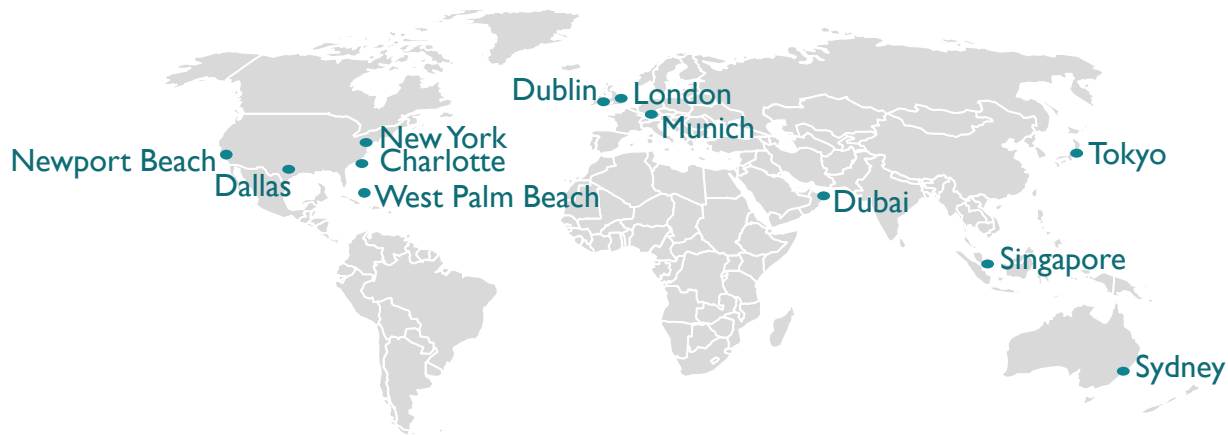 Dublin
London
Munich
New York
Newport Beach
Charlotte
Tokyo
Dallas
West Palm Beach
Dubai
Singapore
Sydney